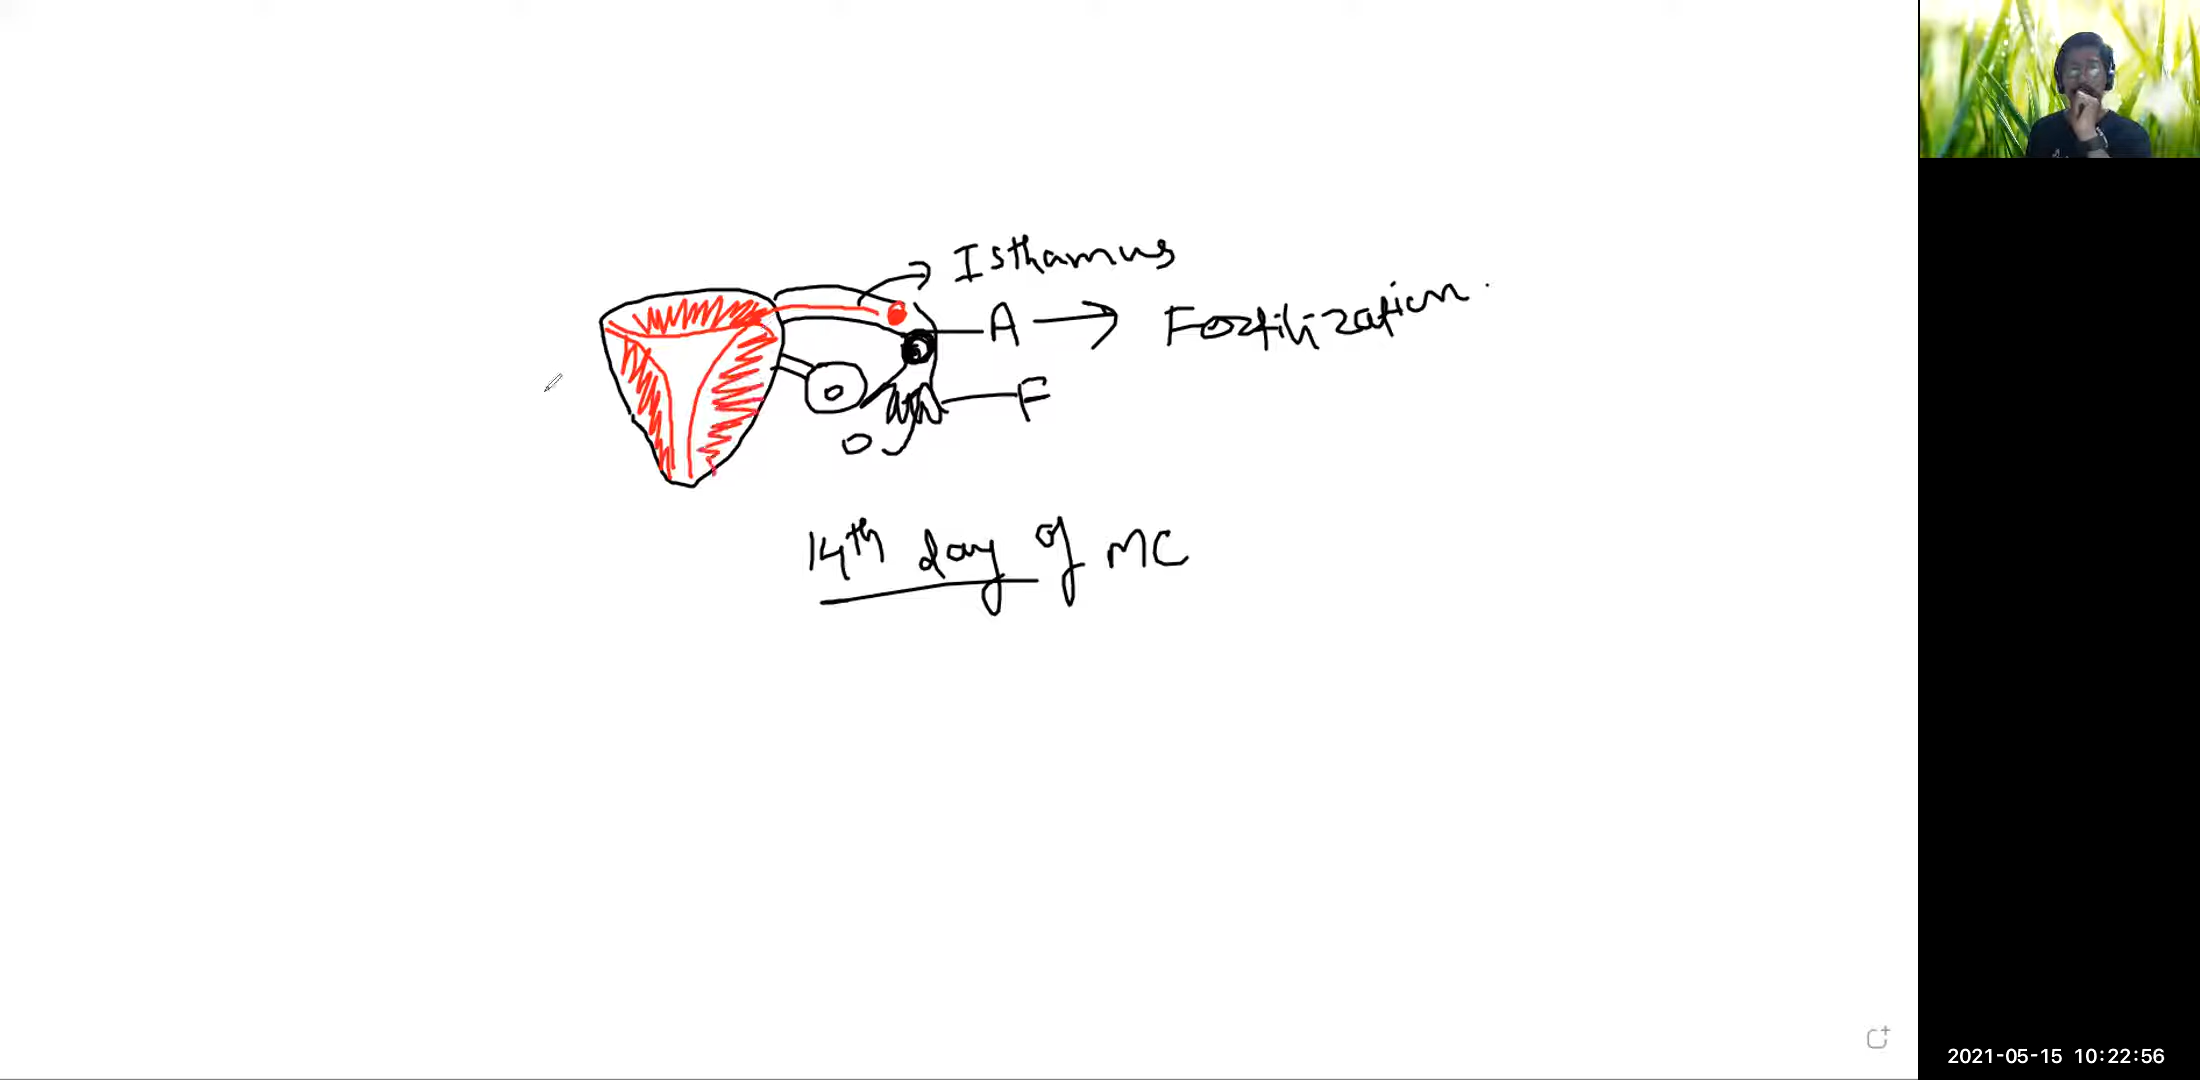 Isthamus
A → Fertilization.
F
14th day of MC
2021-05-15 10:22:56